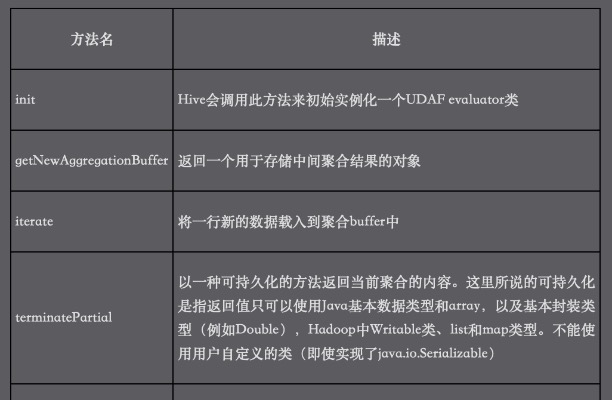 方法名 描述
init Hive会调用此方法来初始实例化一个UDAF evaluator类
getNewAggregationBuffer 返回一个用于存储中间聚合结果的对象
iterate 将一行新的数据载入到聚合buffer中
以一种可持久化的方法返回当前聚合的内容。这里所说的可持久化
是指返回值只可以使用Java基本数据类型和array，以及基本封装类
terminatePartial
型（例如Double），Hadoop中Writable类、list和map类型。不能使
用用户自定义的类（即使实现了java.io.Serializable）